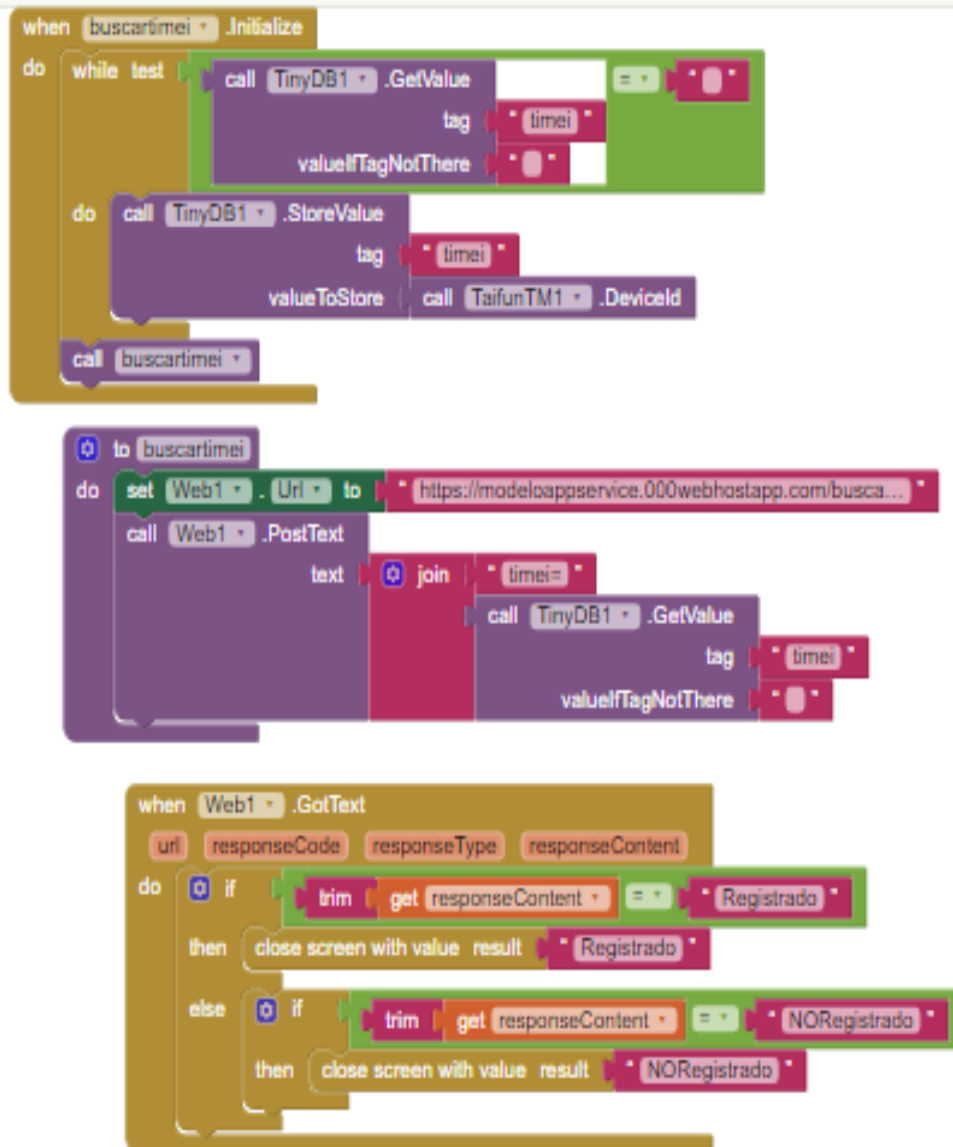 when buscartimei .Initialize
do while test call TinyDB1 .GetValue = " "
tag " timei "
valueIfTagNotThere " "
do call TinyDB1 .StoreValue
tag " timei "
valueToStore call TaifunTM1 .DeviceId
call buscartimei
to buscartimei
do set Web1 . Url to " https://modeloappservice.000webhostapp.com/busca... "
call Web1 .PostText
text join " timei= "
call TinyDB1 .GetValue
tag " timei "
valueIfTagNotThere " "
when Web1 .GotText
url responseCode responseType responseContent
do if trim get responseContent = " Registrado "
then close screen with value result " Registrado "
else if trim get responseContent = " NORegistrado "
then close screen with value result " NORegistrado "